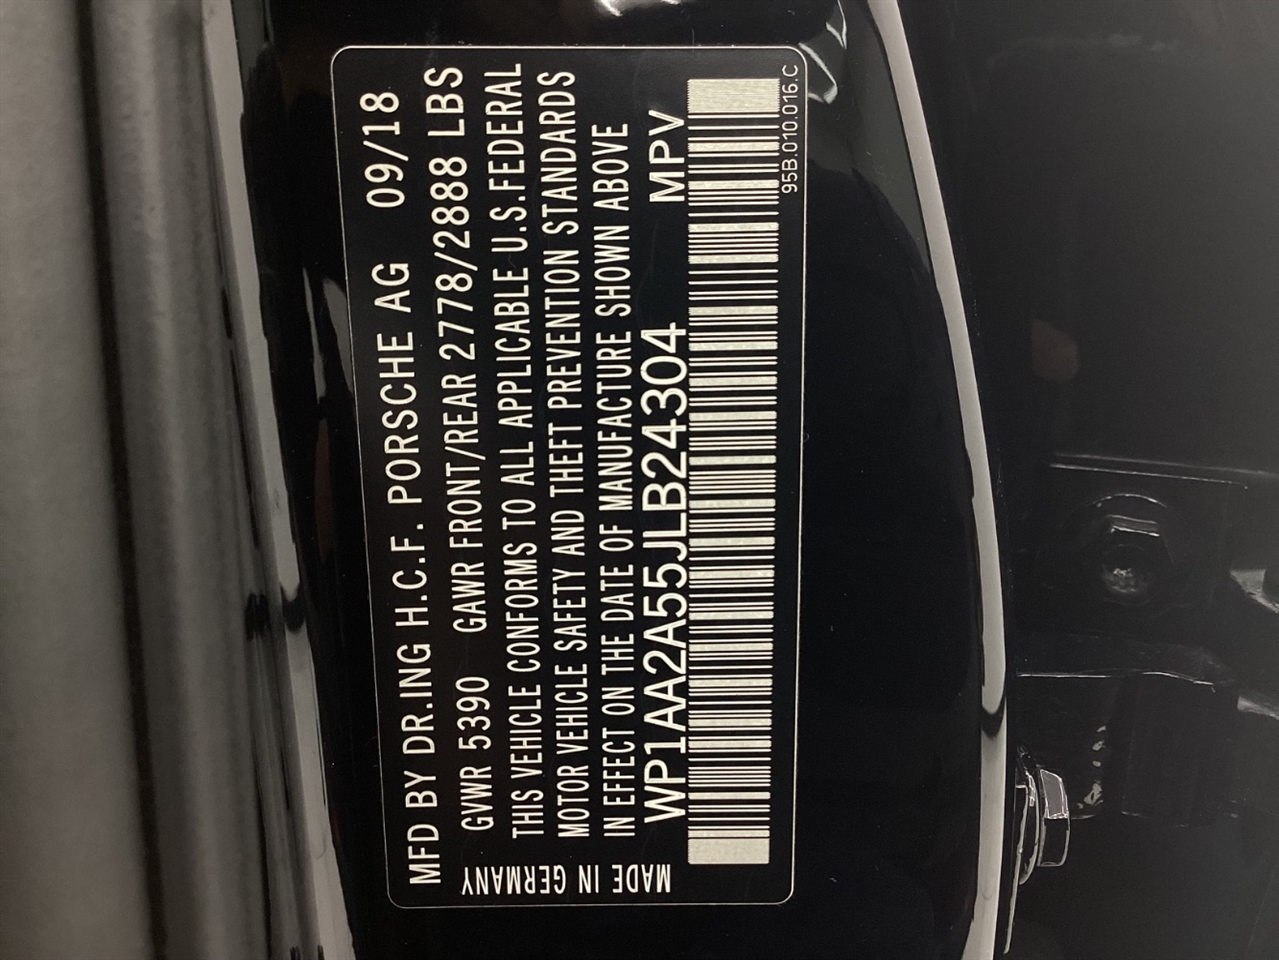 MFD BY DR.ING H.C.F. PORSCHE AG 09/18
GVWR 5390 GAWR FRONT/REAR 2778/2888 LBS
THIS VEHICLE CONFORMS TO ALL APPLICABLE U.S.FEDERAL
MOTOR VEHICLE SAFETY AND THEFT PREVENTION STANDARDS
IN EFFECT ON THE DATE OF MANUFACTURE SHOWN ABOVE
WP1AA2A55JLB24304 MPV
95B.010.016.C
MADE IN GERMANY